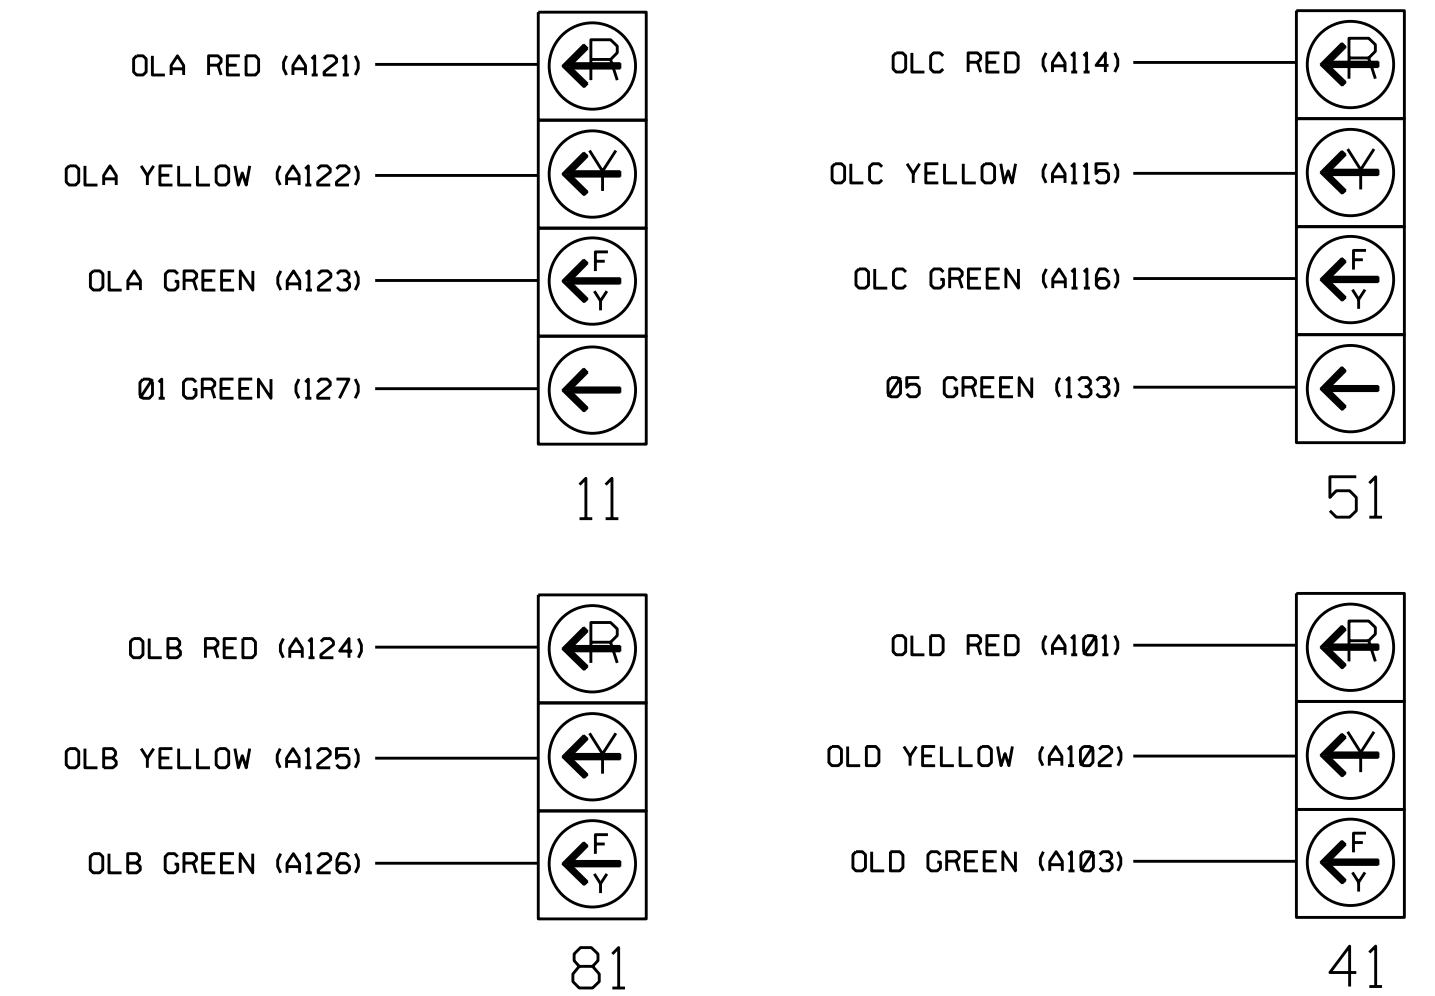 OLA RED (A121)
R
OLA YELLOW (A122)
Y
OLA GREEN (A123)
F
Y
Ø1 GREEN (127)
11
OLC RED (A114)
R
OLC YELLOW (A115)
Y
OLC GREEN (A116)
F
Y
Ø5 GREEN (133)
51
OLB RED (A124)
R
OLB YELLOW (A125)
Y
OLB GREEN (A126)
F
Y
81
OLD RED (A101)
R
OLD YELLOW (A102)
Y
OLD GREEN (A103)
F
Y
41